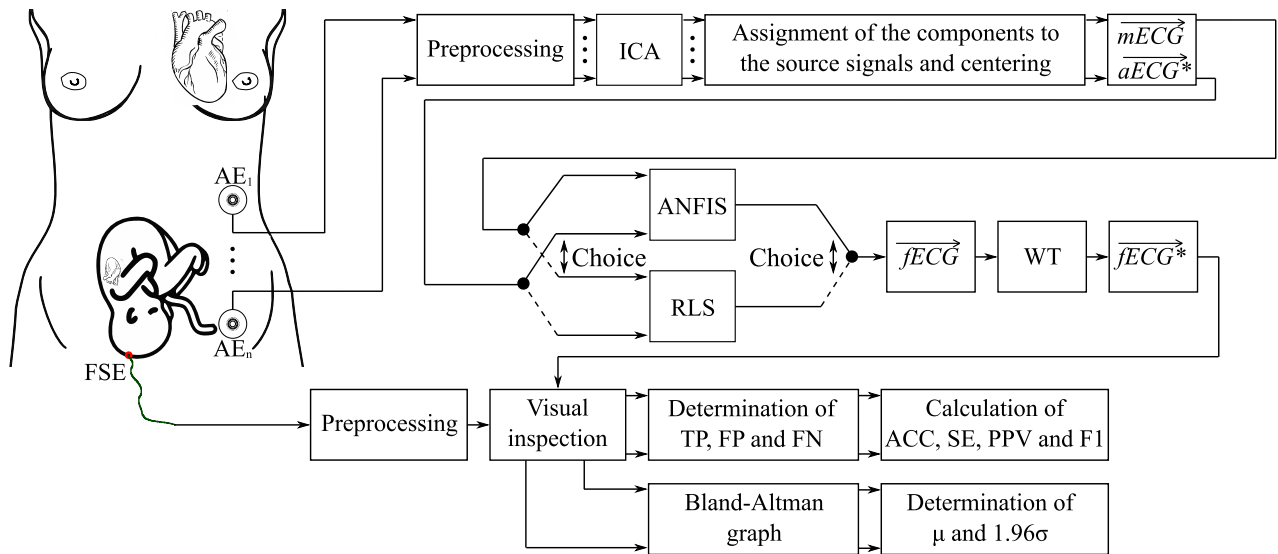 Preprocessing
ICA
Assignment of the components to
the source signals and centering
mECG
aECG*
AE1
ANFIS
Choice
Choice
fECG
WT
fECG*
RLS
AEn
FSE
Preprocessing
Visual
inspection
Determination of
TP, FP and FN
Calculation of
ACC, SE, PPV and F1
Bland-Altman
graph
Determination of
μ and 1.96σ